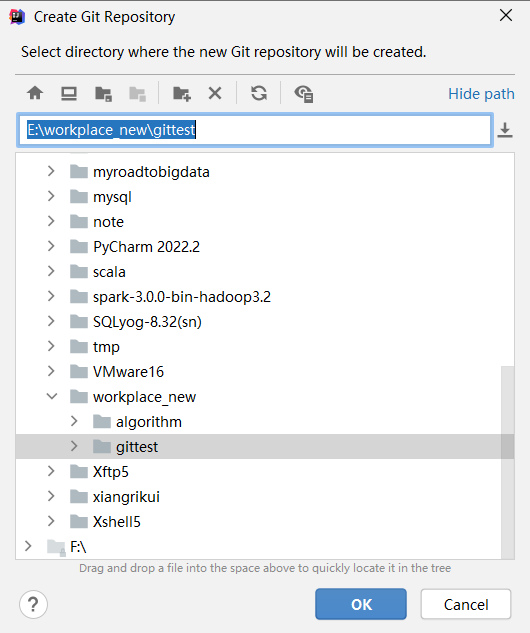 Create Git Repository
Select directory where the new Git repository will be created.
Hide path
E:\workplace_new\gittest
myroadtobigdata
mysql
note
PyCharm 2022.2
scala
spark-3.0.0-bin-hadoop3.2
SQLyog-8.32(sn)
tmp
VMware16
workplace_new
algorithm
gittest
Xftp5
xiangrikui
Xshell5
F:\
Drag and drop a file into the space above to quickly locate it in the tree
?
OK
Cancel